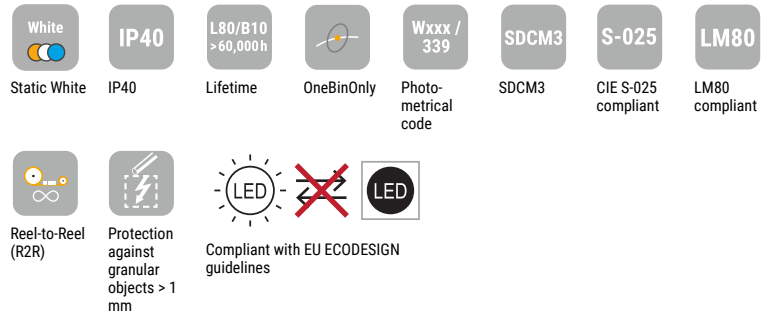 White
IP40
L80/B10
>60,000 h
Wxxx /
339
SDCM3
S-025
LM80
Static White
IP40
Lifetime
OneBinOnly
Photo-
metrical
code
SDCM3
CIE S-025
compliant
LM80
compliant
LED
LED
Reel-to-Reel
(R2R)
Protection
against
granular
objects > 1
mm
Compliant with EU ECODESIGN
guidelines